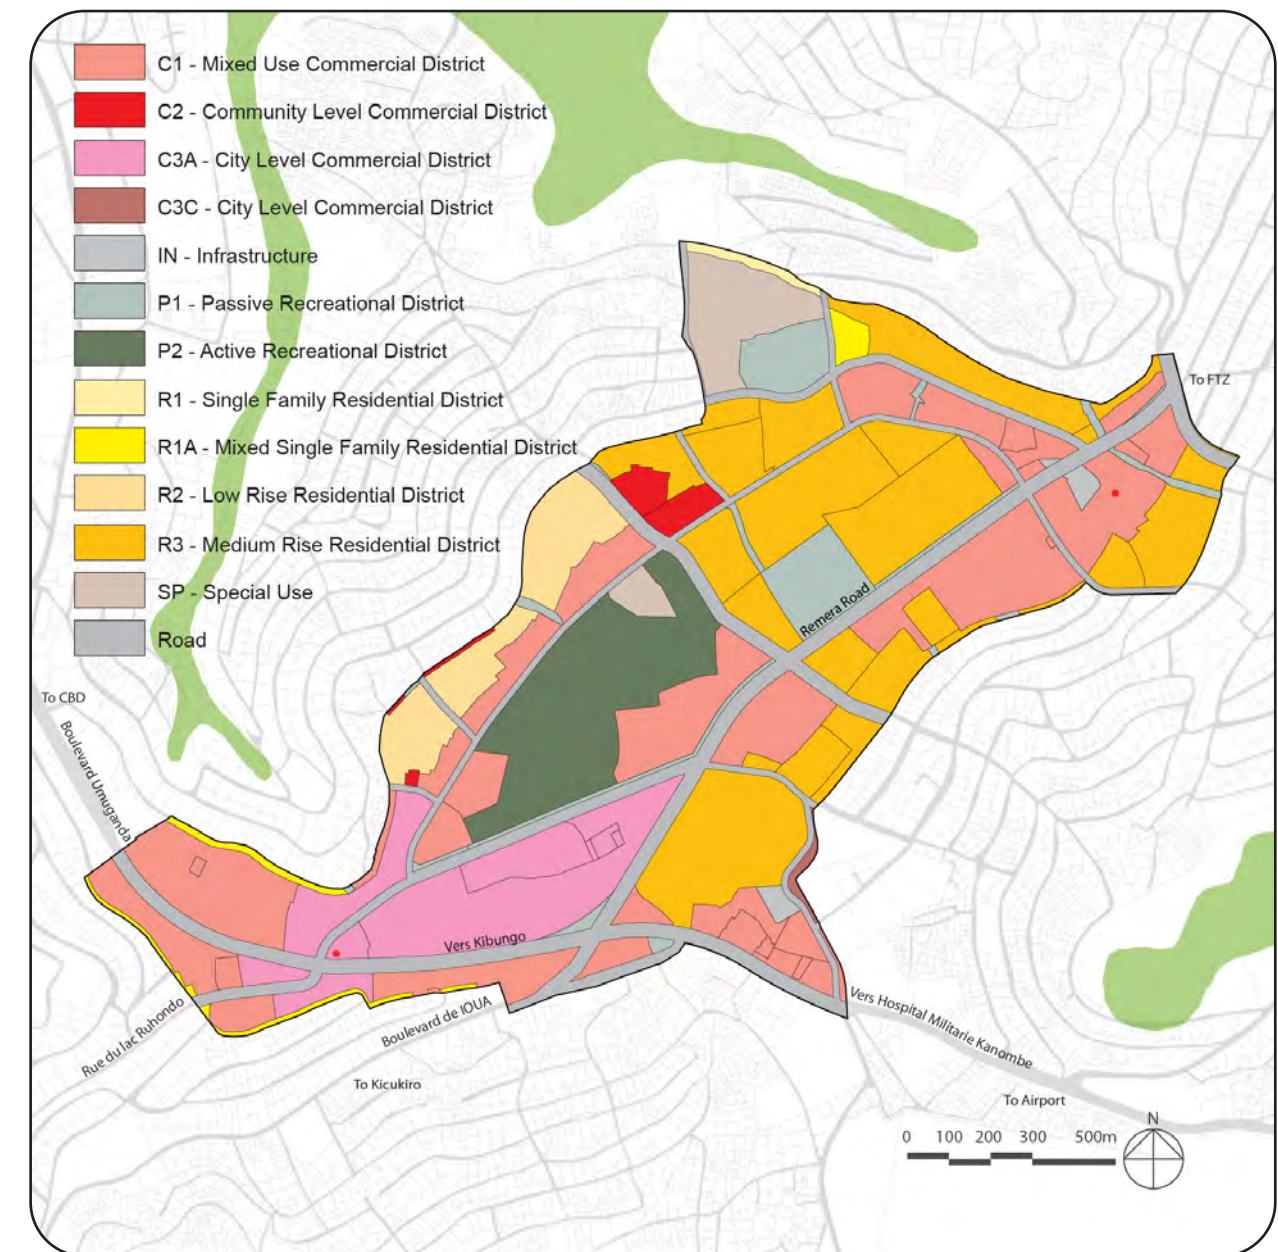 C1 - Mixed Use Commercial District
C2 - Community Level Commercial District
C3A - City Level Commercial District
C3C - City Level Commercial District
IN - Infrastructure
P1 - Passive Recreational District
P2 - Active Recreational District
R1 - Single Family Residential District
R1A - Mixed Single Family Residential District
R2 - Low Rise Residential District
R3 - Medium Rise Residential District
SP - Special Use
Road
To FTZ
Remera Road
To CBD
Boulevard Umuganda
Vers Kibungo
Rue du lac Ruhondo
Boulevard de IOUA
Vers Hospital Militarie Kanombe
To Kicukiro
To Airport
N
0 100 200 300 500m